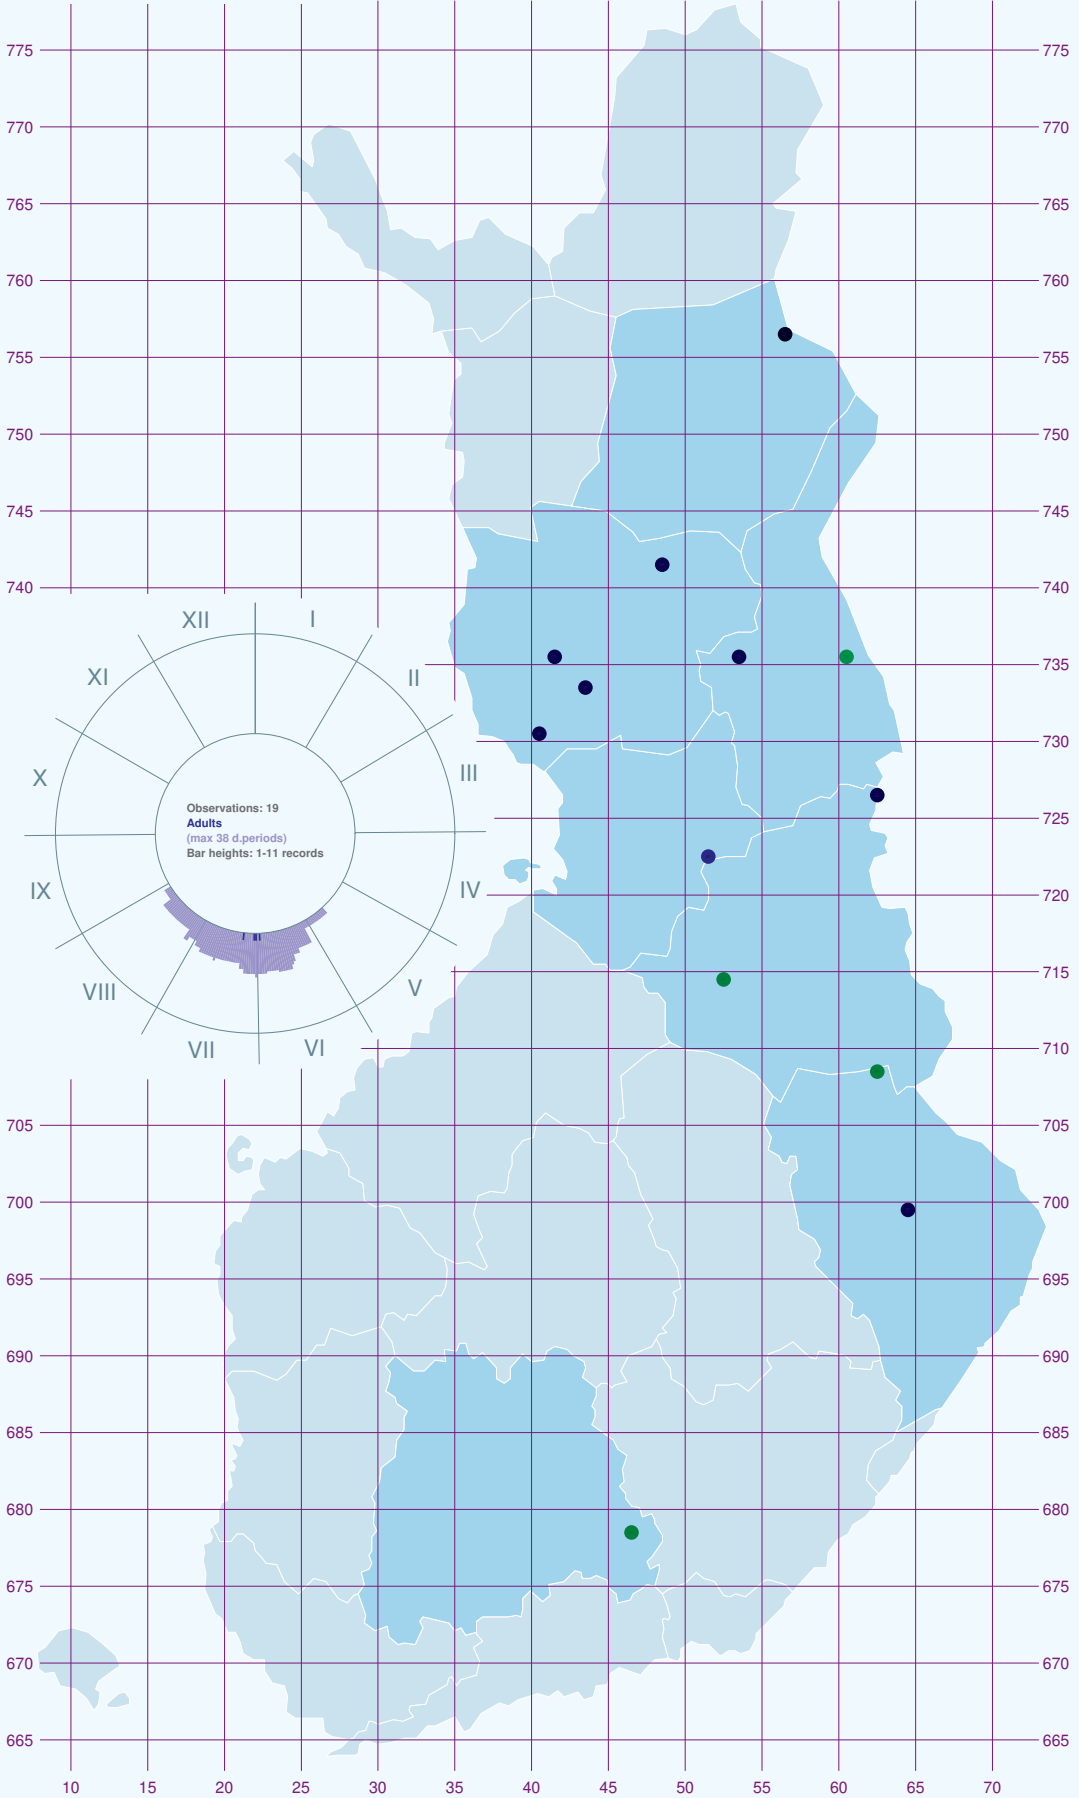 775 775
770 770
765 765
760 760
755 755
750 750
745 745
740 740
XII I
XI II
735 735
730 730
X III
Observations: 19
Adults
(max 38 d.periods)
Bar heights: 1-11 records
725 725
IX IV
720 720
VIII V
715 715
VII VI
710 710
705 705
700 700
695 695
690 690
685 685
680 680
675 675
670 670
665 665
10 15 20 25 30 35 40 45 50 55 60 65 70